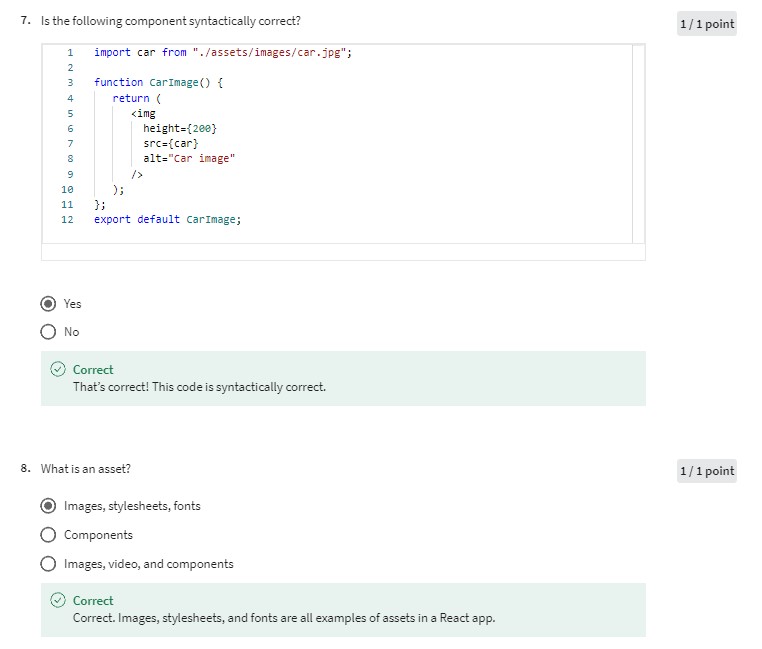 7. Is the following component syntactically correct?
1 / 1 point
1 import car from "./assets/images/car.jpg";
2
3 function CarImage() {
4 return (
5 <img
6 height={200}
7 src={car}
8 alt="Car image"
9 />
10 );
11 };
12 export default CarImage;
Yes
No
Correct
That's correct! This code is syntactically correct.
8. What is an asset?
1 / 1 point
Images, stylesheets, fonts
Components
Images, video, and components
Correct
Correct. Images, stylesheets, and fonts are all examples of assets in a React app.